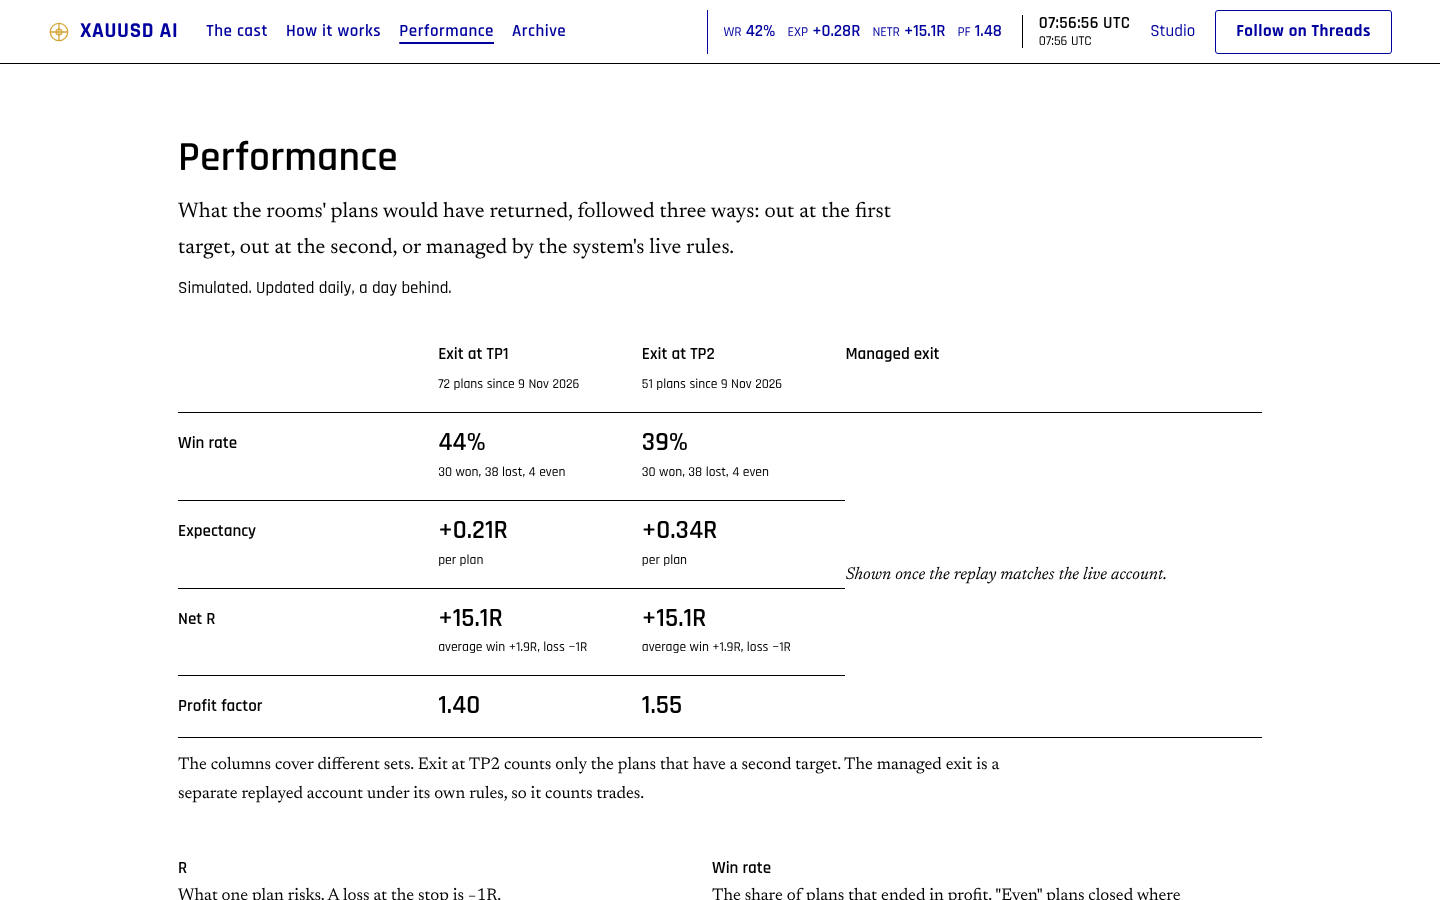 XAUUSD AI
The cast
How it works
Performance
Archive
WR 42% EXP +0.28R NETR +15.1R PF 1.48
07:56:56 UTC
07:56 UTC
Studio
Follow on Threads
Performance
What the rooms' plans would have returned, followed three ways: out at the first
target, out at the second, or managed by the system's live rules.
Simulated. Updated daily, a day behind.
Exit at TP1
Exit at TP2
Managed exit
72 plans since 9 Nov 2026
51 plans since 9 Nov 2026
Win rate
44%
39%
30 won, 38 lost, 4 even
30 won, 38 lost, 4 even
Expectancy
+0.21R
+0.34R
per plan
per plan
Shown once the replay matches the live account.
Net R
+15.1R
+15.1R
average win +1.9R, loss −1R
average win +1.9R, loss −1R
Profit factor
1.40
1.55
The columns cover different sets. Exit at TP2 counts only the plans that have a second target. The managed exit is a
separate replayed account under its own rules, so it counts trades.
R
Win rate
What one plan risks. A loss at the stop is −1R.
The share of plans that ended in profit. "Even" plans closed where